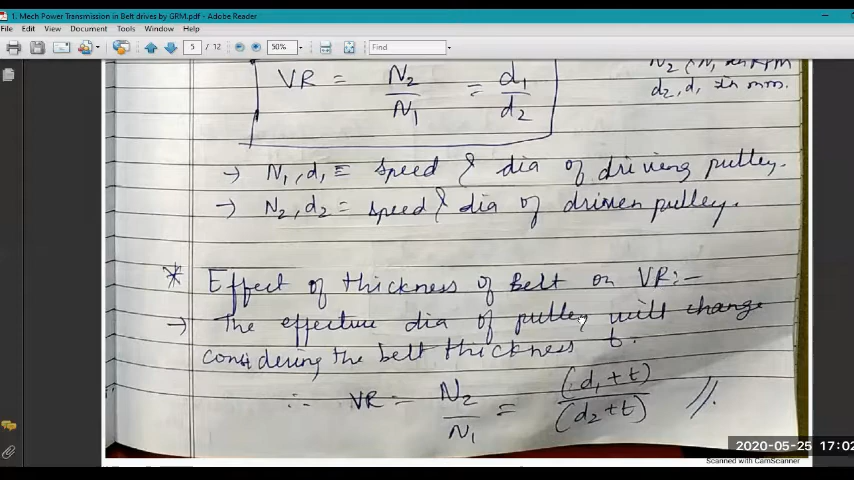 1. Mech Power Transmission in Belt drives by GRM.pdf - Adobe Reader
File Edit View Document Tools Window Help
5 / 12 50% Find
N2 & N1 in RPM
VR = N2/N1 = d1/d2
d2, d1 in mm.
→ N1, d1 = speed & dia of driving pulley.
→ N2, d2 = speed & dia of driven pulley.
* Effect of thickness of Belt on VR:-
→ The effective dia of pulley will change
considering the belt thickness t.
∴ VR = N2/N1 = (d1+t)/(d2+t) //.
2020-05-25 17:02
Scanned with CamScanner